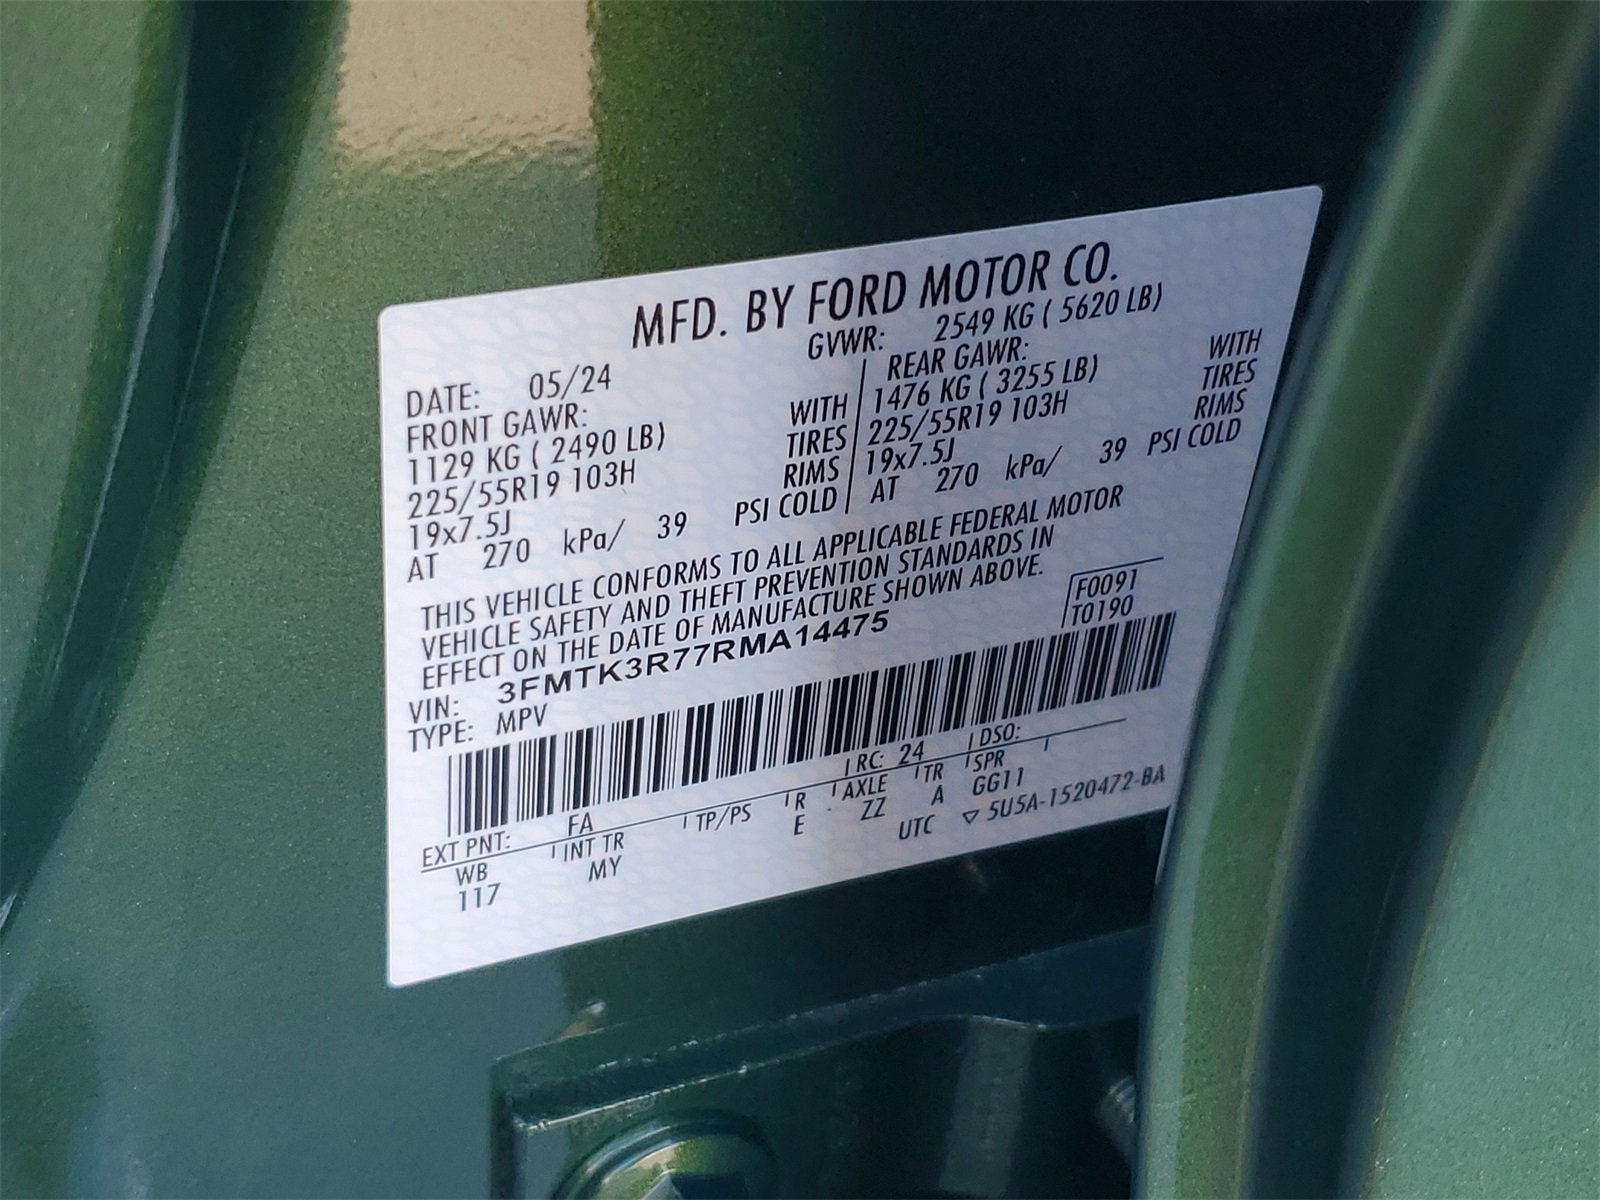 MFD. BY FORD MOTOR CO.
DATE: 05/24 GVWR: 2549 KG ( 5620 LB)
FRONT GAWR: REAR GAWR:
1129 KG ( 2490 LB) WITH 1476 KG ( 3255 LB) WITH
225/55R19 103H TIRES 225/55R19 103H TIRES
19x7.5J RIMS 19x7.5J RIMS
AT 270 kPa/ 39 PSI COLD AT 270 kPa/ 39 PSI COLD
THIS VEHICLE CONFORMS TO ALL APPLICABLE FEDERAL MOTOR
VEHICLE SAFETY AND THEFT PREVENTION STANDARDS IN
EFFECT ON THE DATE OF MANUFACTURE SHOWN ABOVE.
F0091
T0190
VIN: 3FMTK3R77RMA14475
TYPE: MPV
EXT PNT: FA RC: 24 DSO:
WB INT TR TP/PS R AXLE TR SPR
117 MY E ZZ A GG11
UTC ▽ 5U5A-1520472-BA